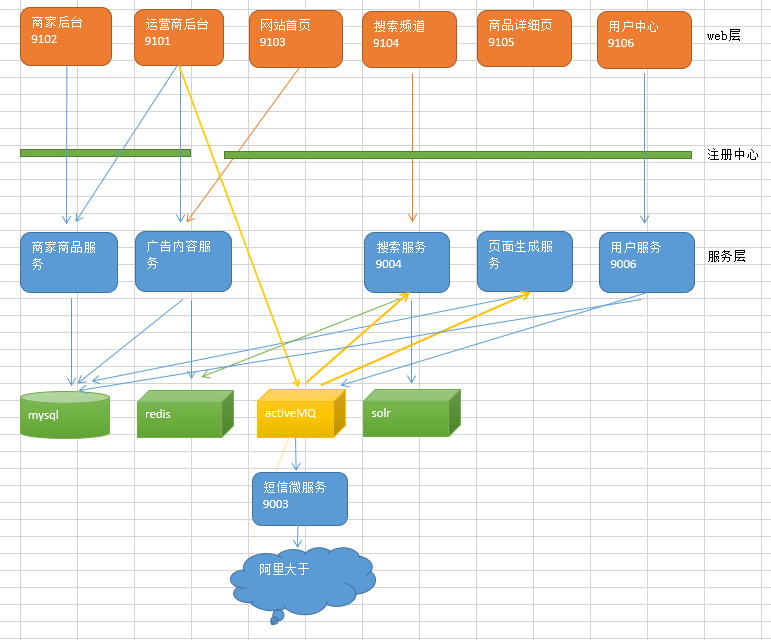 商家后台
9102
运营商后台
9101
网站首页
9103
搜索频道
9104
商品详细页
9105
用户中心
9106
web层
注册中心
商家商品服
务
广告内容服
务
搜索服务
9004
页面生成服
务
用户服务
9006
服务层
mysql
redis
activeMQ
solr
短信微服务
9003
阿里大于